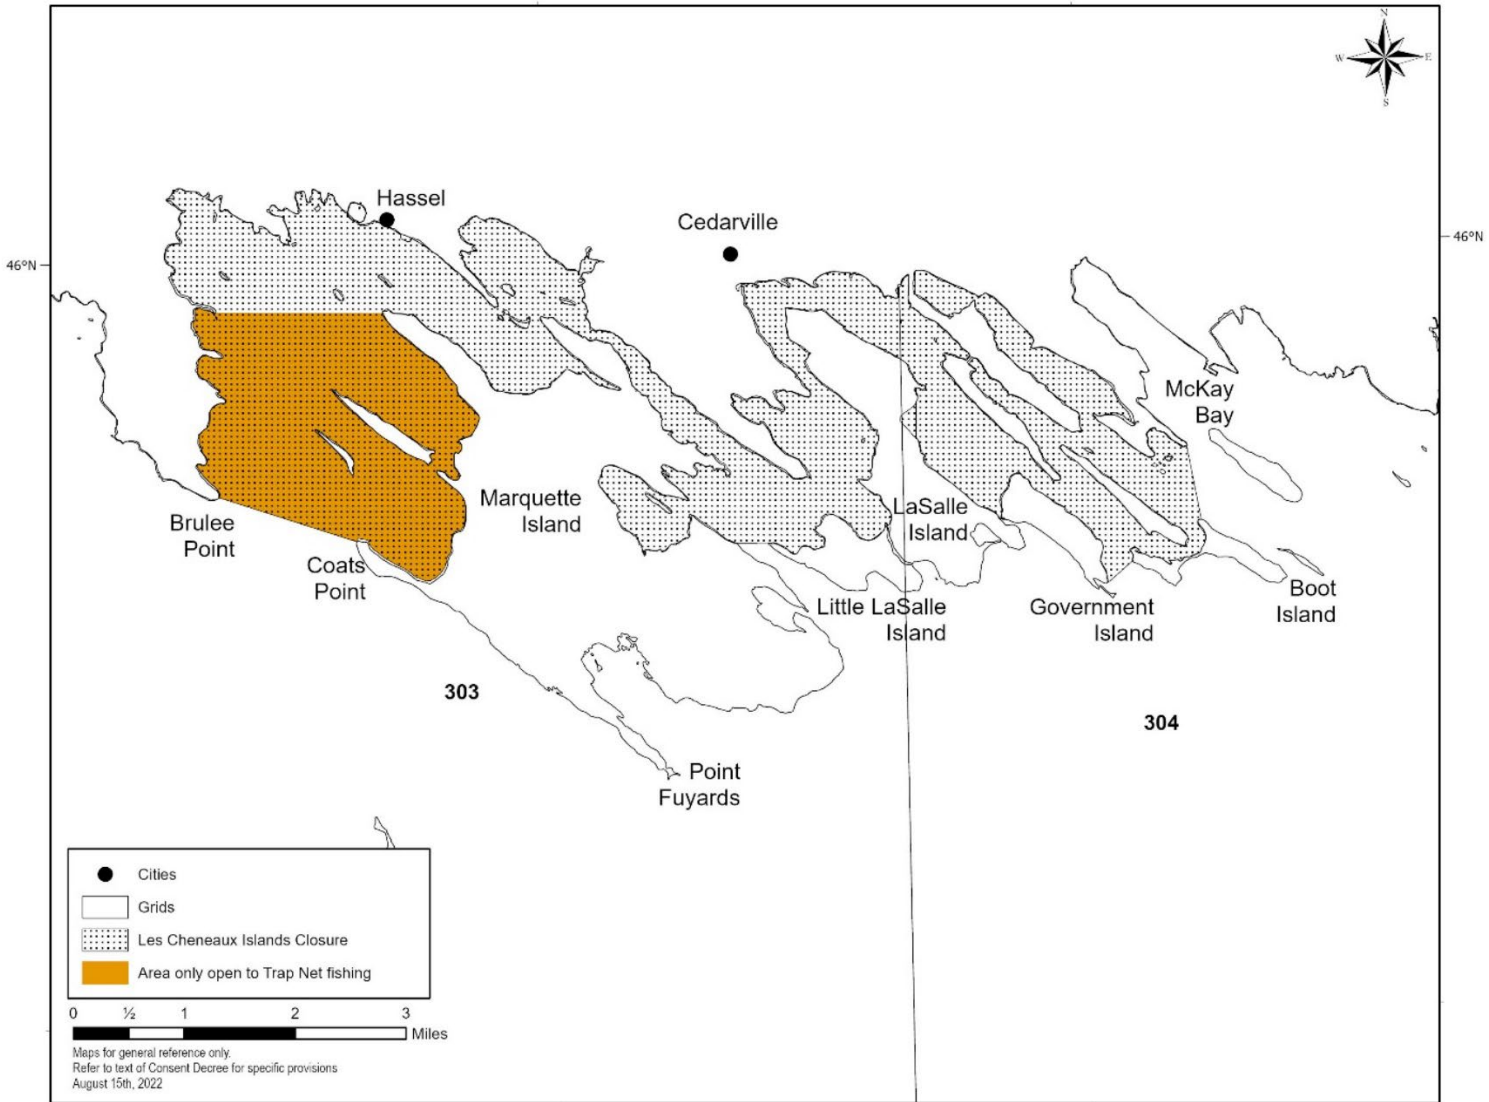 N
W
E
S
Hassel
Cedarville
46°N
46°N
McKay
Bay
Marquette
Island
LaSalle
Island
Brulee
Point
Coats
Point
Little LaSalle
Island
Government
Island
Boot
Island
303
304
Point
Fuyards
Cities
Grids
Les Cheneaux Islands Closure
Area only open to Trap Net fishing
0 ½ 1 2 3
Miles
Maps for general reference only.
Refer to text of Consent Decree for specific provisions
August 15th, 2022